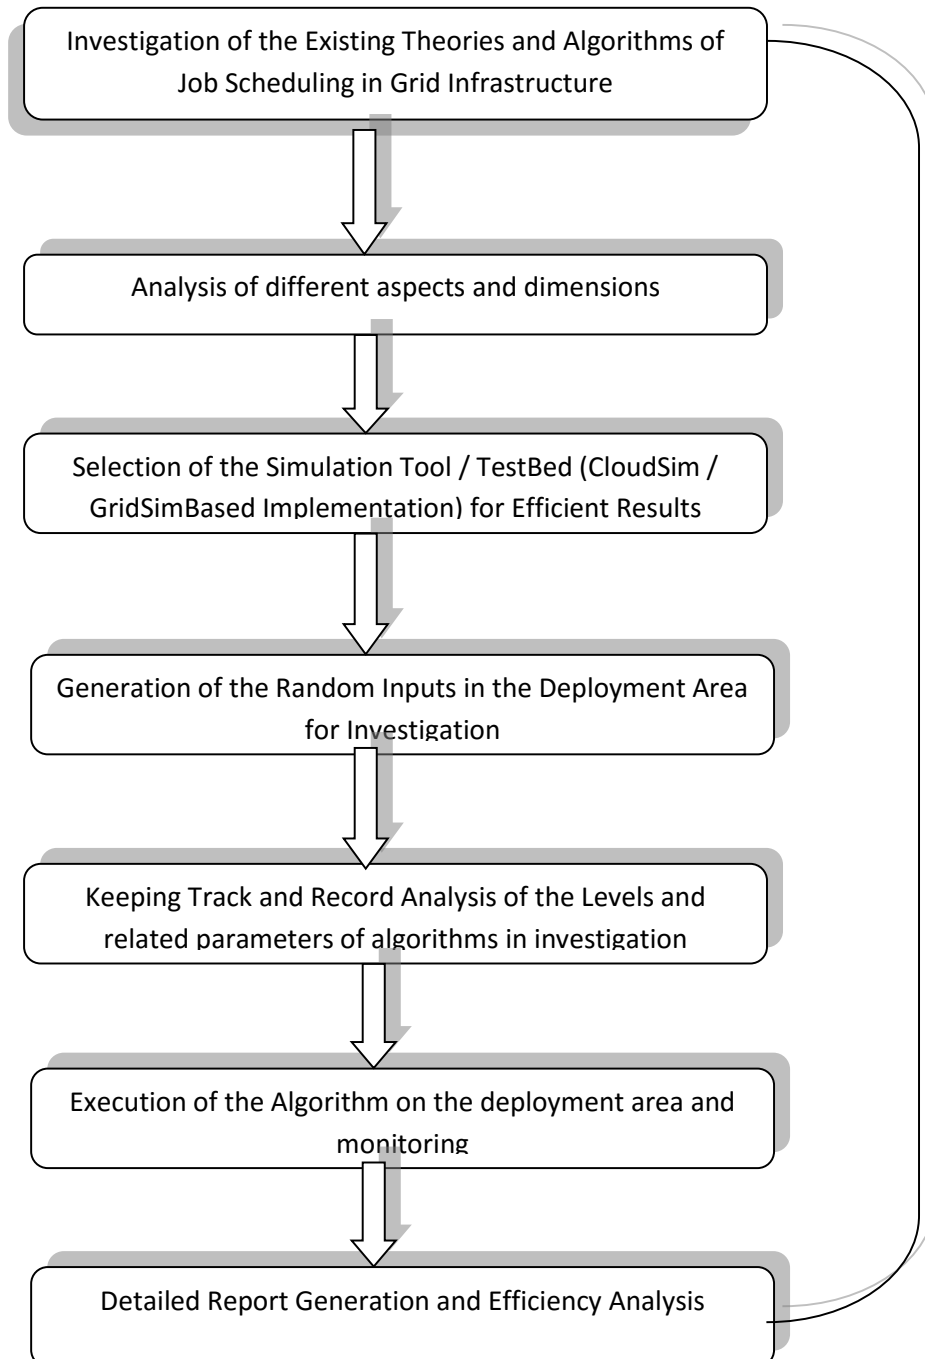 Investigation of the Existing Theories and Algorithms of
Job Scheduling in Grid Infrastructure
Analysis of different aspects and dimensions
Selection of the Simulation Tool / TestBed (CloudSim /
GridSimBased Implementation) for Efficient Results
Generation of the Random Inputs in the Deployment Area
for Investigation
Keeping Track and Record Analysis of the Levels and
related parameters of algorithms in investigation
Execution of the Algorithm on the deployment area and
monitoring
Detailed Report Generation and Efficiency Analysis